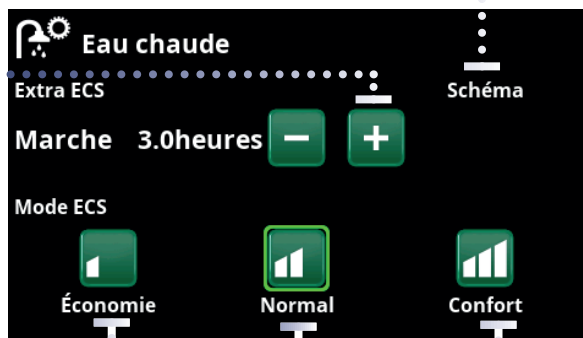 Eau chaude
Extra ECS
Schéma
Marche 3.0heures − +
Mode ECS
Économie Normal Confort